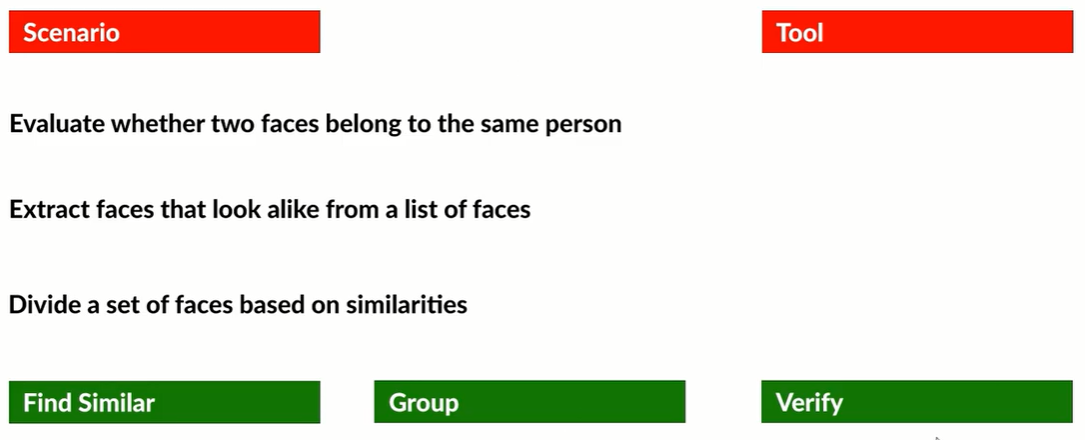 Scenario
Tool
Evaluate whether two faces belong to the same person
Extract faces that look alike from a list of faces
Divide a set of faces based on similarities
Find Similar
Group
Verify